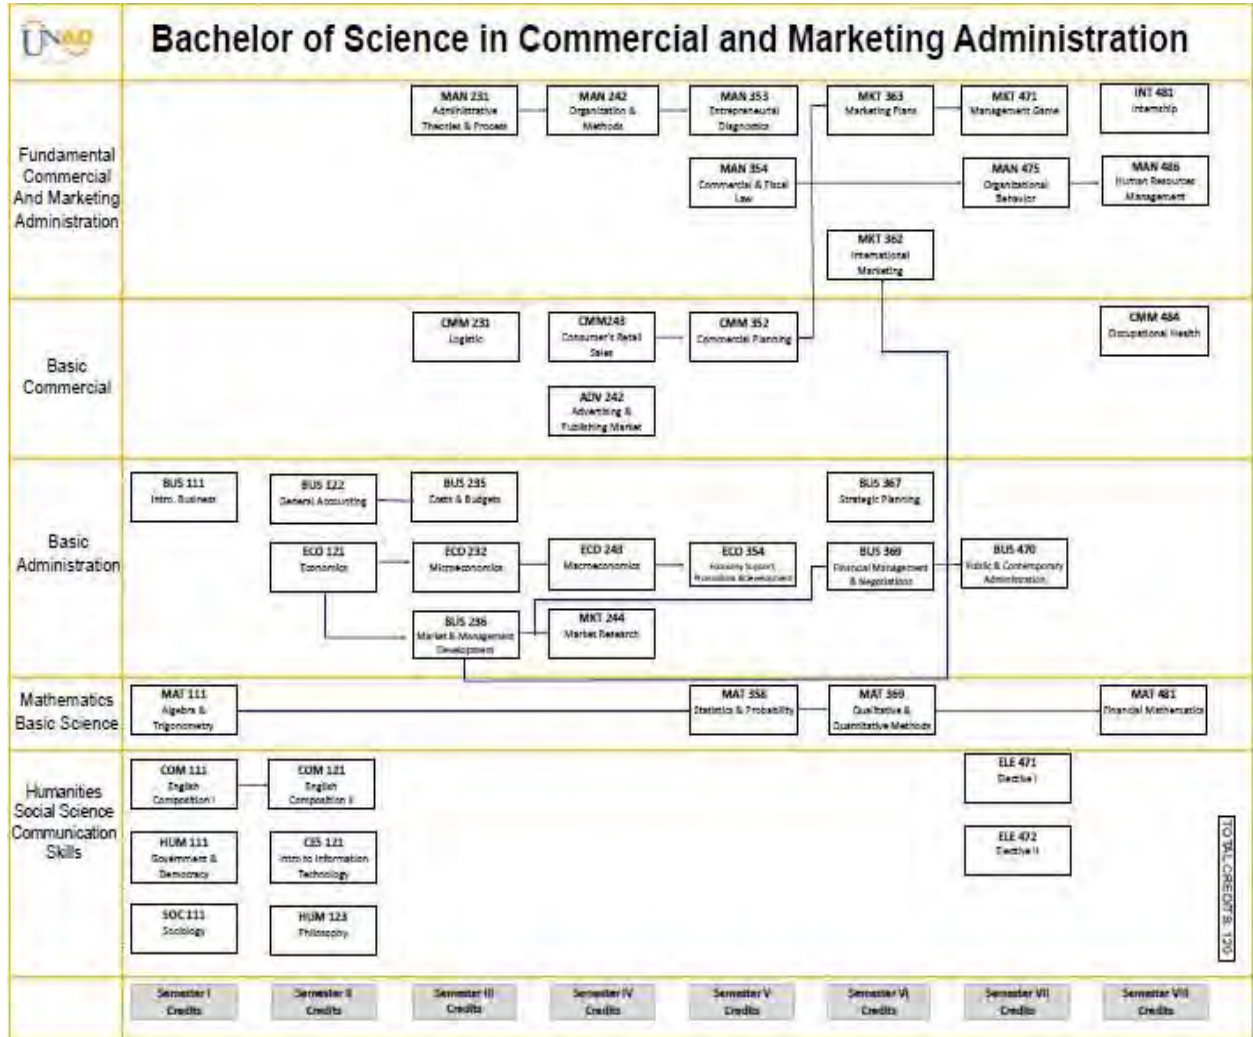 UNAD
Bachelor of Science in Commercial and Marketing Administration
Fundamental
Commercial
And Marketing
Administration
MAN 231
Administrative
Theories & Process
MAN 242
Organization &
Methods
MAN 353
Entrepreneurial
Diagnostics
MKT 363
Marketing Plans
MKT 471
Management Game
INT 481
Internship
MAN 354
Commercial & Fiscal
Law
MAN 475
Organizational
Behavior
MAN 486
Human Resources
Management
MKT 362
International
Marketing
Basic
Commercial
CMM 231
Logistic
CMM243
Consumer's Retail
Sales
CMM 352
Commercial Planning
CMM 484
Occupational Health
ADV 242
Advertising &
Publishing Market
Basic
Administration
BUS 111
Intro. Business
BUS 122
General Accounting
BUS 235
Costs & Budgets
BUS 367
Strategic Planning
ECO 121
Economics
ECO 232
Microeconomics
ECO 243
Macroeconomics
ECO 354
Economy Support,
Promotions & Development
BUS 369
Financial Management
& Negotiations
BUS 470
Public & Contemporary
Administration
BUS 236
Market & Management
Development
MKT 244
Market Research
Mathematics
Basic Science
MAT 111
Algebra &
Trigonometry
MAT 358
Statistics & Probability
MAT 369
Qualitative &
Quantitative Methods
MAT 481
Financial Mathematics
Humanities
Social Science
Communication
Skills
COM 111
English
Composition I
COM 121
English
Composition II
ELE 471
Elective I
HUM 111
Government &
Democracy
CES 121
Intro to Information
Technology
ELE 472
Elective II
SOC 111
Sociology
HUM 123
Philosophy
TOTAL CREDITS: 120
Semester I
Credits
Semester II
Credits
Semester III
Credits
Semester IV
Credits
Semester V
Credits
Semester VI
Credits
Semester VII
Credits
Semester VIII
Credits